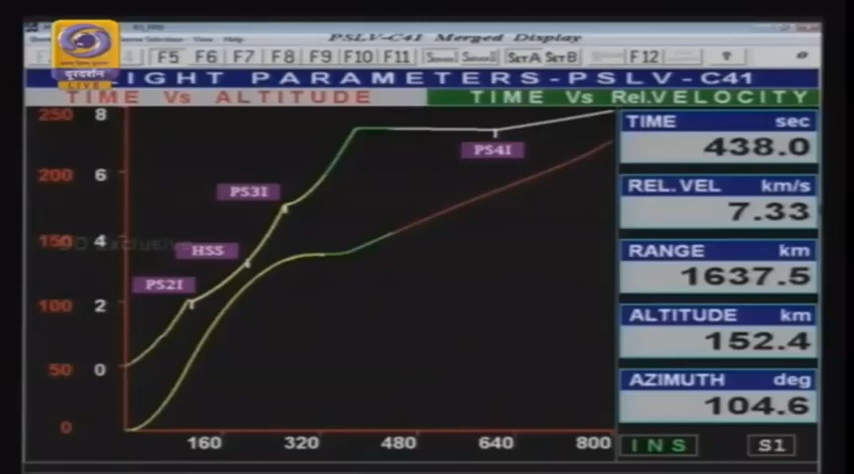 PSLV-C41 Merged Display
F5 F6 F7 F8 F9 F10 F11 SET A SET B F12
दूरदर्शन
LIVE
IGHT PARAMETERS-PSLV-C41
TIME Vs ALTITUDE
TIME Vs Rel.VELOCITY
250 8
200 6
150 4
100 2
50 0
0
160 320 480 640 800
PS2I
HSS
PS3I
PS4I
TIME sec
438.0
REL.VEL km/s
7.33
RANGE km
1637.5
ALTITUDE km
152.4
AZIMUTH deg
104.6
INS S1